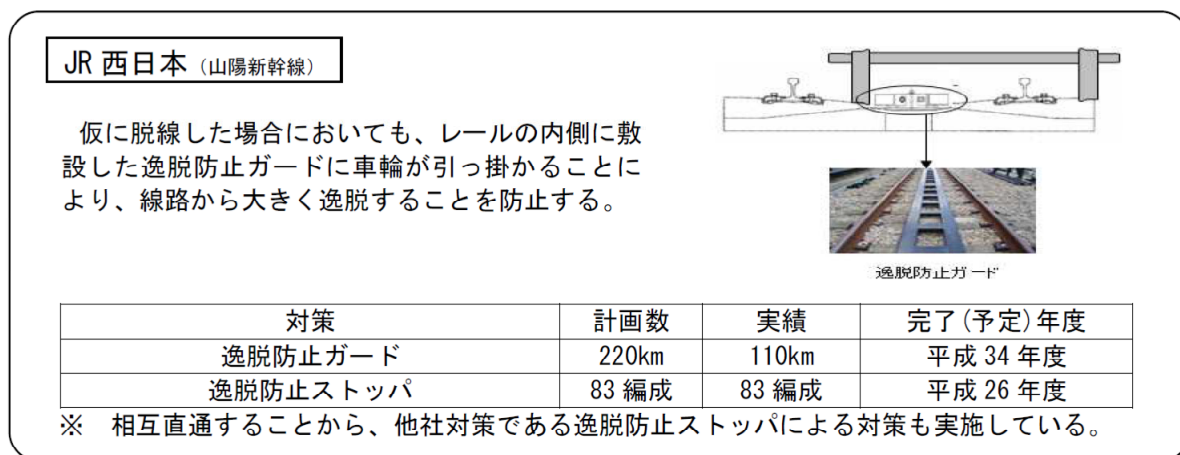 JR 西日本 (山陽新幹線)
仮に脱線した場合においても、レールの内側に敷
設した逸脱防止ガードに車輪が引っ掛かることに
より、線路から大きく逸脱することを防止する。
逸脱防止ガード
対策 計画数 実績 完了(予定)年度
逸脱防止ガード 220km 110km 平成 34 年度
逸脱防止ストッパ 83 編成 83 編成 平成 26 年度
※ 相互直通することから、他社対策である逸脱防止ストッパによる対策も実施している。